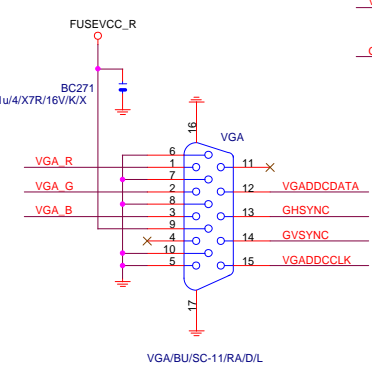 FUSEVCC_R
BC271
1u/4/X7R/16V/K/X
16
VGA
6
VGA_R
1
11
7
VGA_G
2
12
VGADDCDATA
8
VGA_B
3
13
GHSYNC
9
4
14
GVSYNC
10
5
15
VGADDCCLK
17
VGA/BU/SC-11/RA/D/L